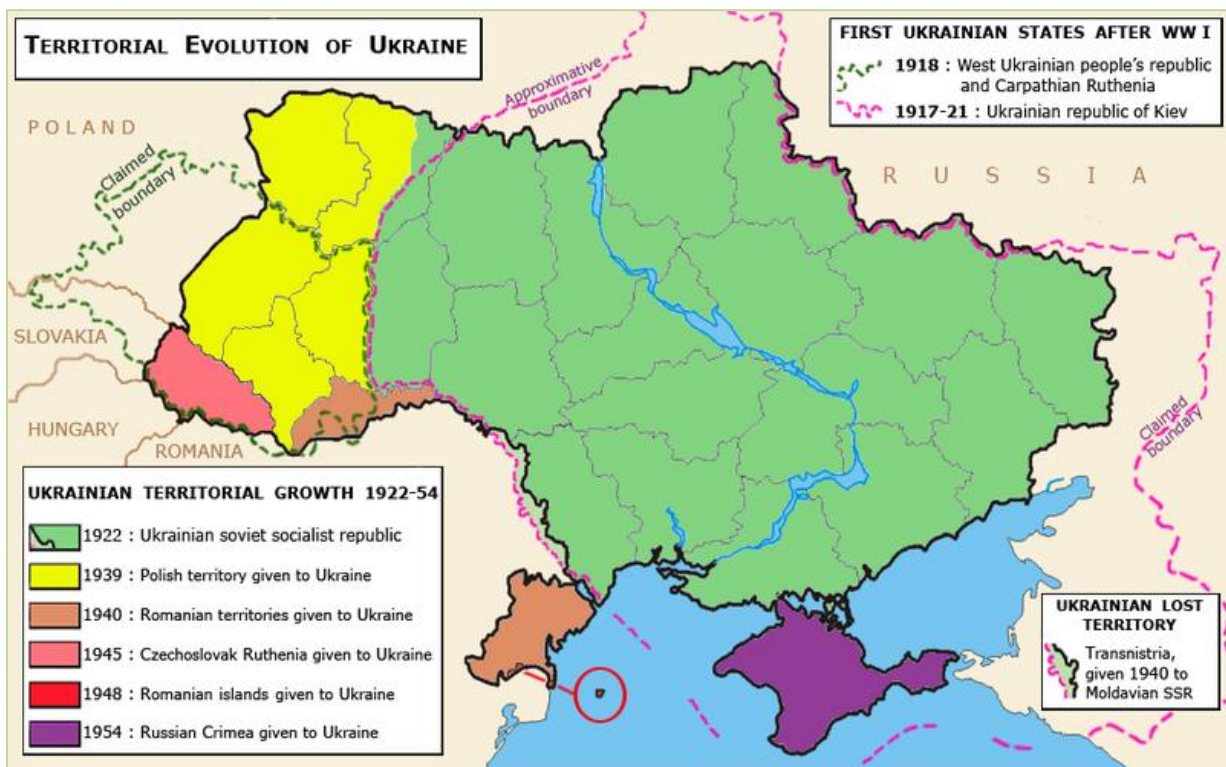 TERRITORIAL EVOLUTION OF UKRAINE
FIRST UKRAINIAN STATES AFTER WW I
1918 : West Ukrainian people's republic
and Carpathian Ruthenia
1917-21 : Ukrainian republic of Kiev
Approximative
boundary
POLAND
Claimed
boundary
RUSSIA
SLOVAKIA
HUNGARY
ROMANIA
Claimed
boundary
UKRAINIAN TERRITORIAL GROWTH 1922-54
1922 : Ukrainian soviet socialist republic
1939 : Polish territory given to Ukraine
1940 : Romanian territories given to Ukraine
1945 : Czechoslovak Ruthenia given to Ukraine
1948 : Romanian islands given to Ukraine
1954 : Russian Crimea given to Ukraine
UKRAINIAN LOST
TERRITORY
Transnistria,
given 1940 to
Moldavian SSR